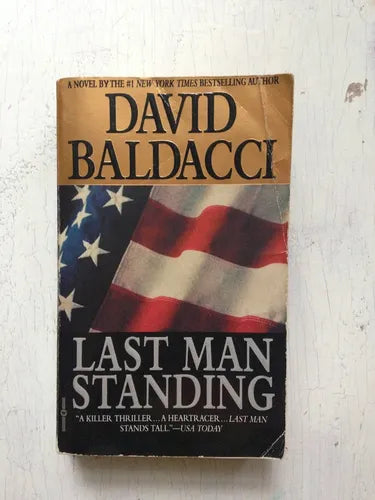 A NOVEL BY THE #1 NEW YORK TIMES BESTSELLING AUTHOR
DAVID
BALDACCI
LAST MAN
STANDING
"A KILLER THRILLER... A HEARTRACER... LAST MAN
STANDS TALL."—USA TODAY